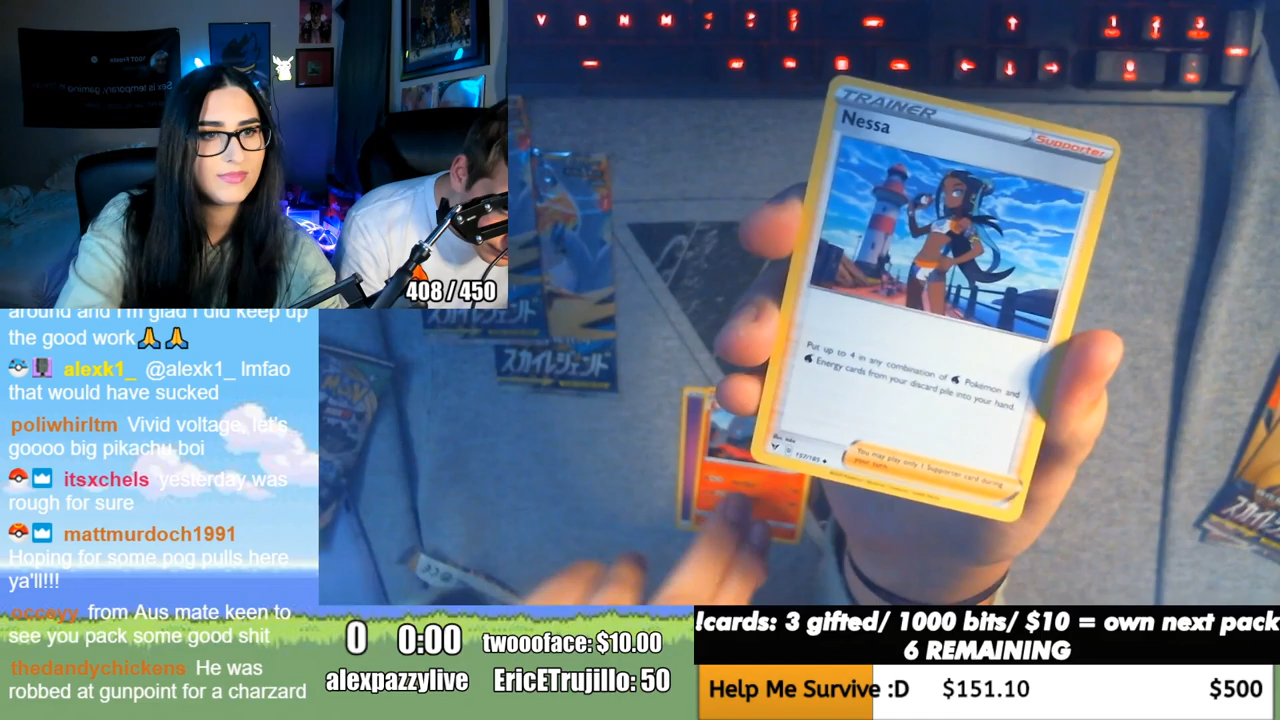 V B N M
1 2 3
0
TRAINER
Nessa
Supporter
Put up to 4 in any combination of Pokémon and
Energy cards from your discard pile into your hand.
157/185
You may play only 1 Supporter card during
your turn.
スカイレジェンド
スカイレジェンド
408 / 450
around and I'm glad I did keep up
the good work🙏🙏
alexk1_ @alexk1_ lmfao
that would have sucked
poliwhirltm Vivid voltage, let's
goooo big pikachu boi
itsxchels yesterday was
rough for sure
mattmurdoch1991
Hoping for some pog pulls here
ya'll!!!
occeyy from Aus mate keen to
see you pack some good shit
thedandychickens He was
robbed at gunpoint for a charzard
0 0:00 twoooface: $10.00
alexpazzylive EricETrujillo: 50
!cards: 3 gifted/ 1000 bits/ $10 = own next pack
6 REMAINING
Help Me Survive :D $151.10 $500